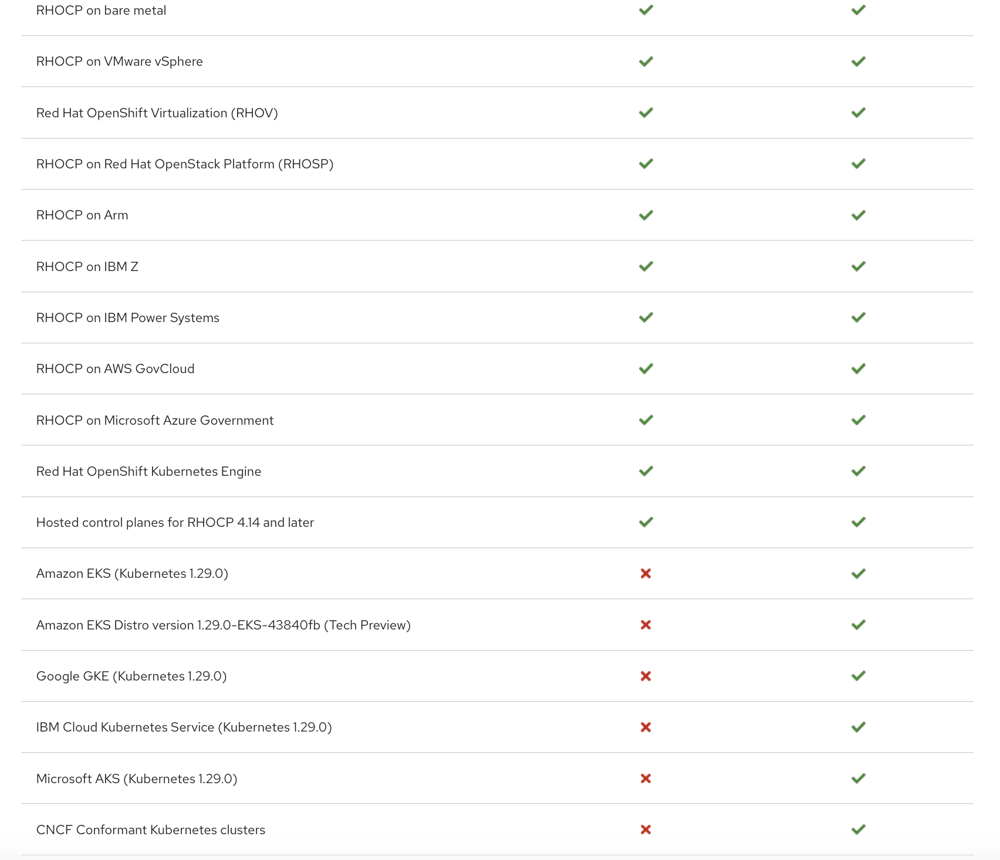 RHOCP on bare metal
RHOCP on VMware vSphere
Red Hat OpenShift Virtualization (RHOV)
RHOCP on Red Hat OpenStack Platform (RHOSP)
RHOCP on Arm
RHOCP on IBM Z
RHOCP on IBM Power Systems
RHOCP on AWS GovCloud
RHOCP on Microsoft Azure Government
Red Hat OpenShift Kubernetes Engine
Hosted control planes for RHOCP 4.14 and later
Amazon EKS (Kubernetes 1.29.0)
Amazon EKS Distro version 1.29.0-EKS-43840fb (Tech Preview)
Google GKE (Kubernetes 1.29.0)
IBM Cloud Kubernetes Service (Kubernetes 1.29.0)
Microsoft AKS (Kubernetes 1.29.0)
CNCF Conformant Kubernetes clusters